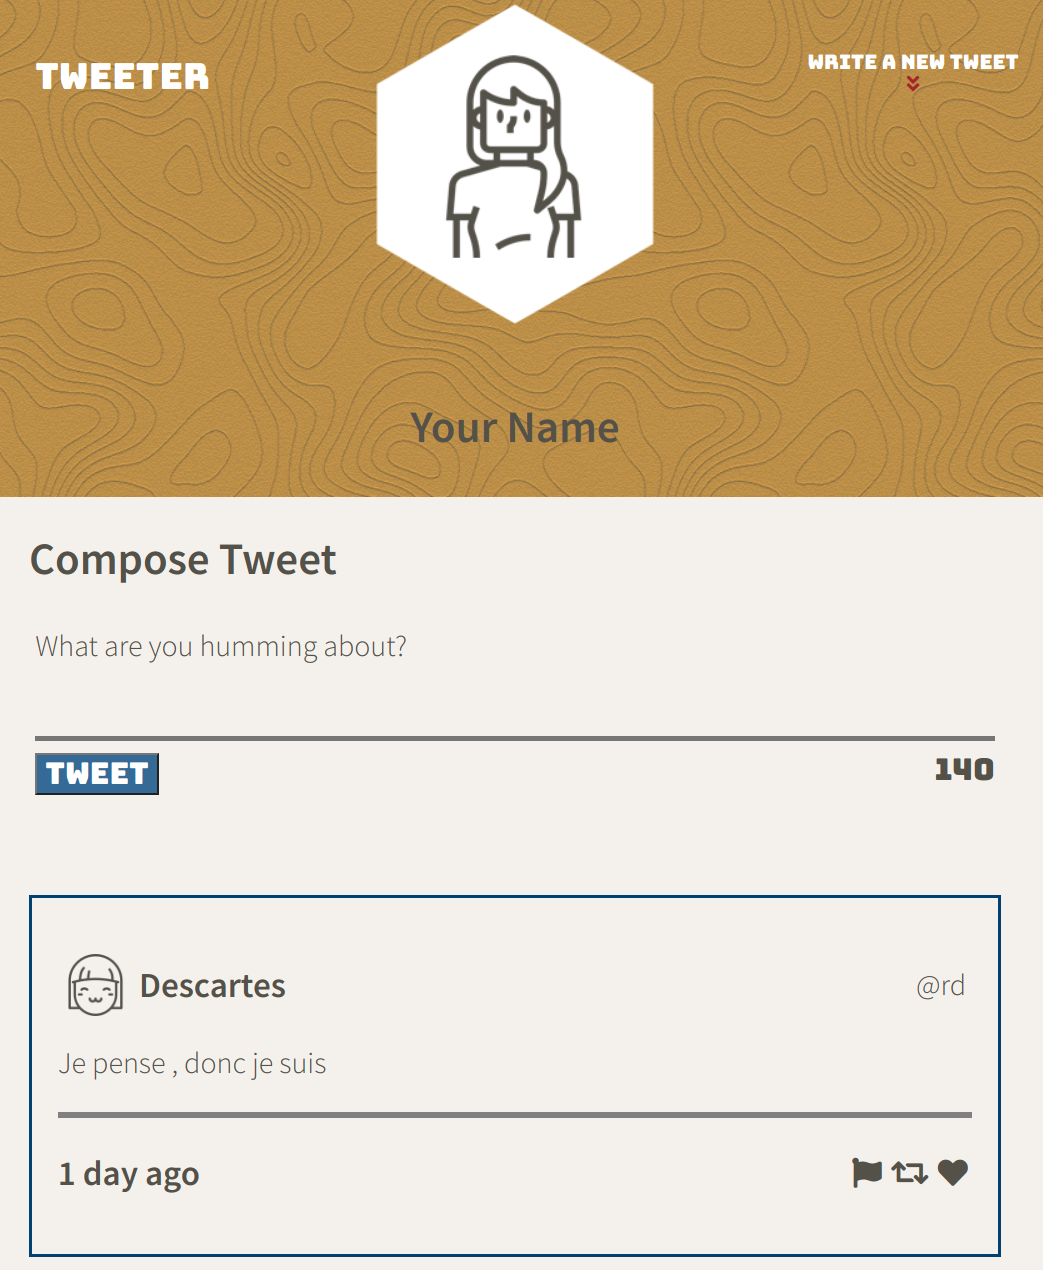 TWEETER
WRITE A NEW TWEET
Your Name
Compose Tweet
What are you humming about?
TWEET
140
Descartes
@rd
Je pense , donc je suis
1 day ago